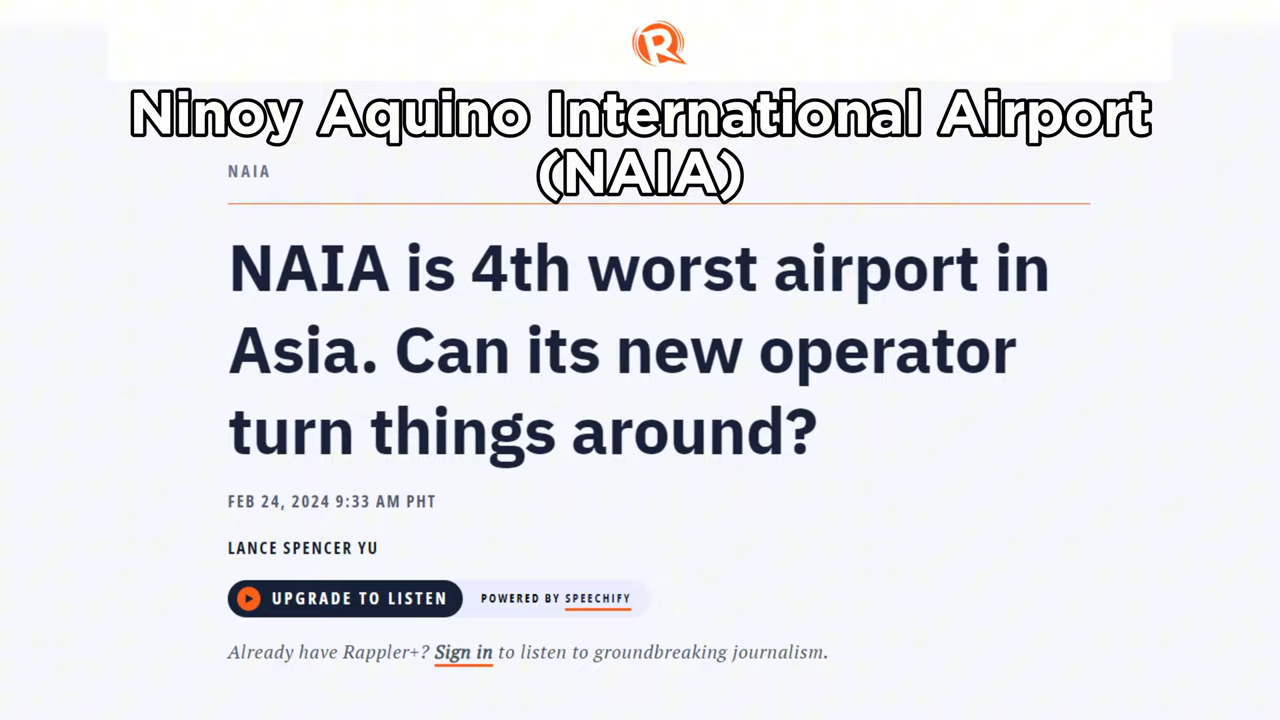 R
Ninoy Aquino International Airport
(NAIA)
NAIA
NAIA is 4th worst airport in
Asia. Can its new operator
turn things around?
FEB 24, 2024 9:33 AM PHT
LANCE SPENCER YU
UPGRADE TO LISTEN POWERED BY SPEECHIFY
Already have Rappler+? Sign in to listen to groundbreaking journalism.